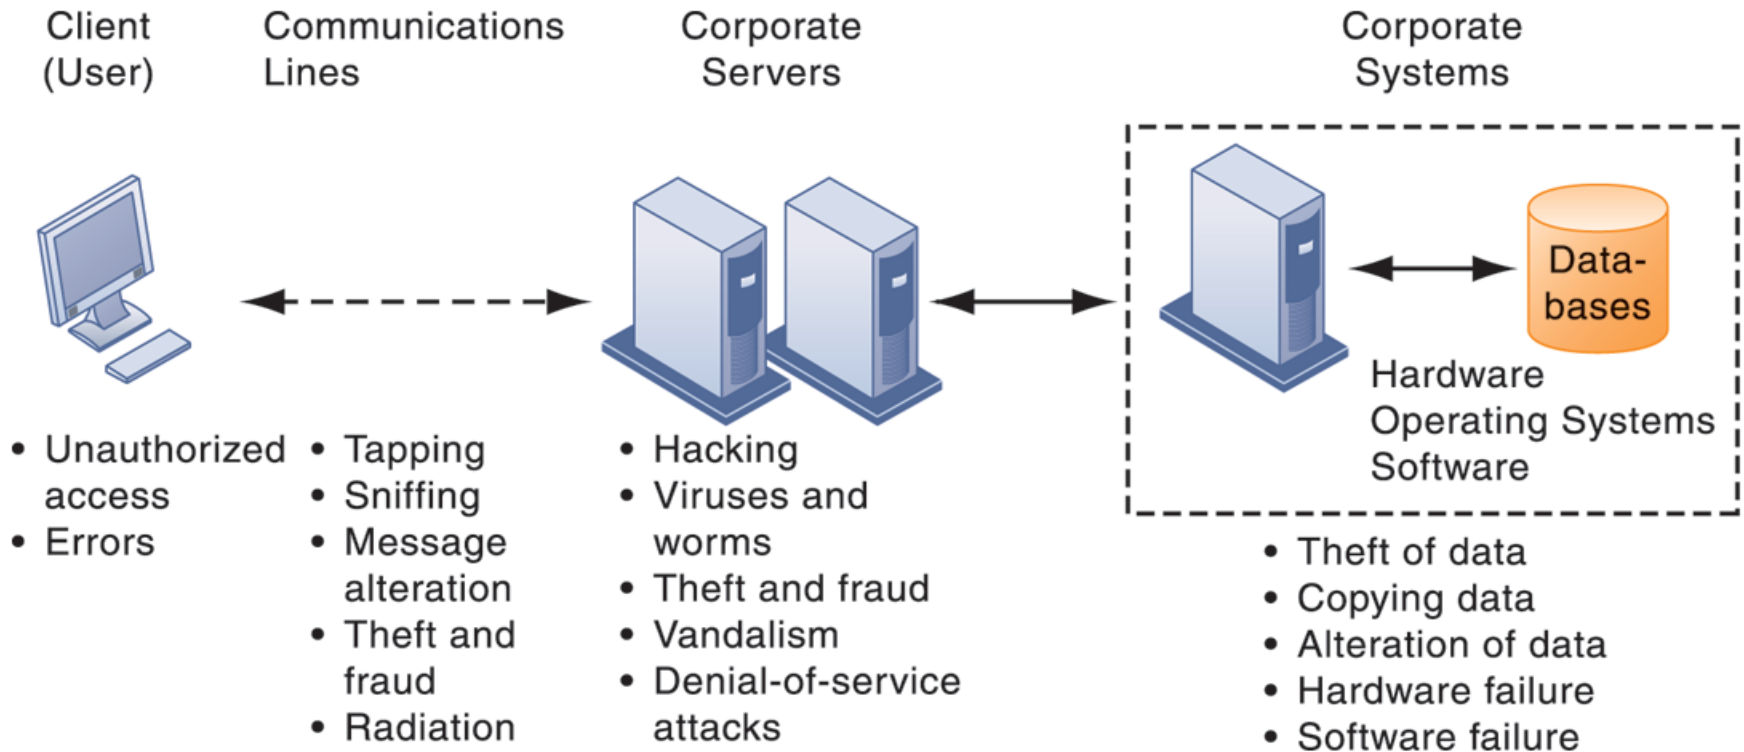 Client
(User)
Communications
Lines
Corporate
Servers
Corporate
Systems
Data-
bases
Hardware
Operating Systems
Software
• Unauthorized
access
• Errors
• Tapping
• Sniffing
• Message
alteration
• Theft and
fraud
• Radiation
• Hacking
• Viruses and
worms
• Theft and fraud
• Vandalism
• Denial-of-service
attacks
• Theft of data
• Copying data
• Alteration of data
• Hardware failure
• Software failure